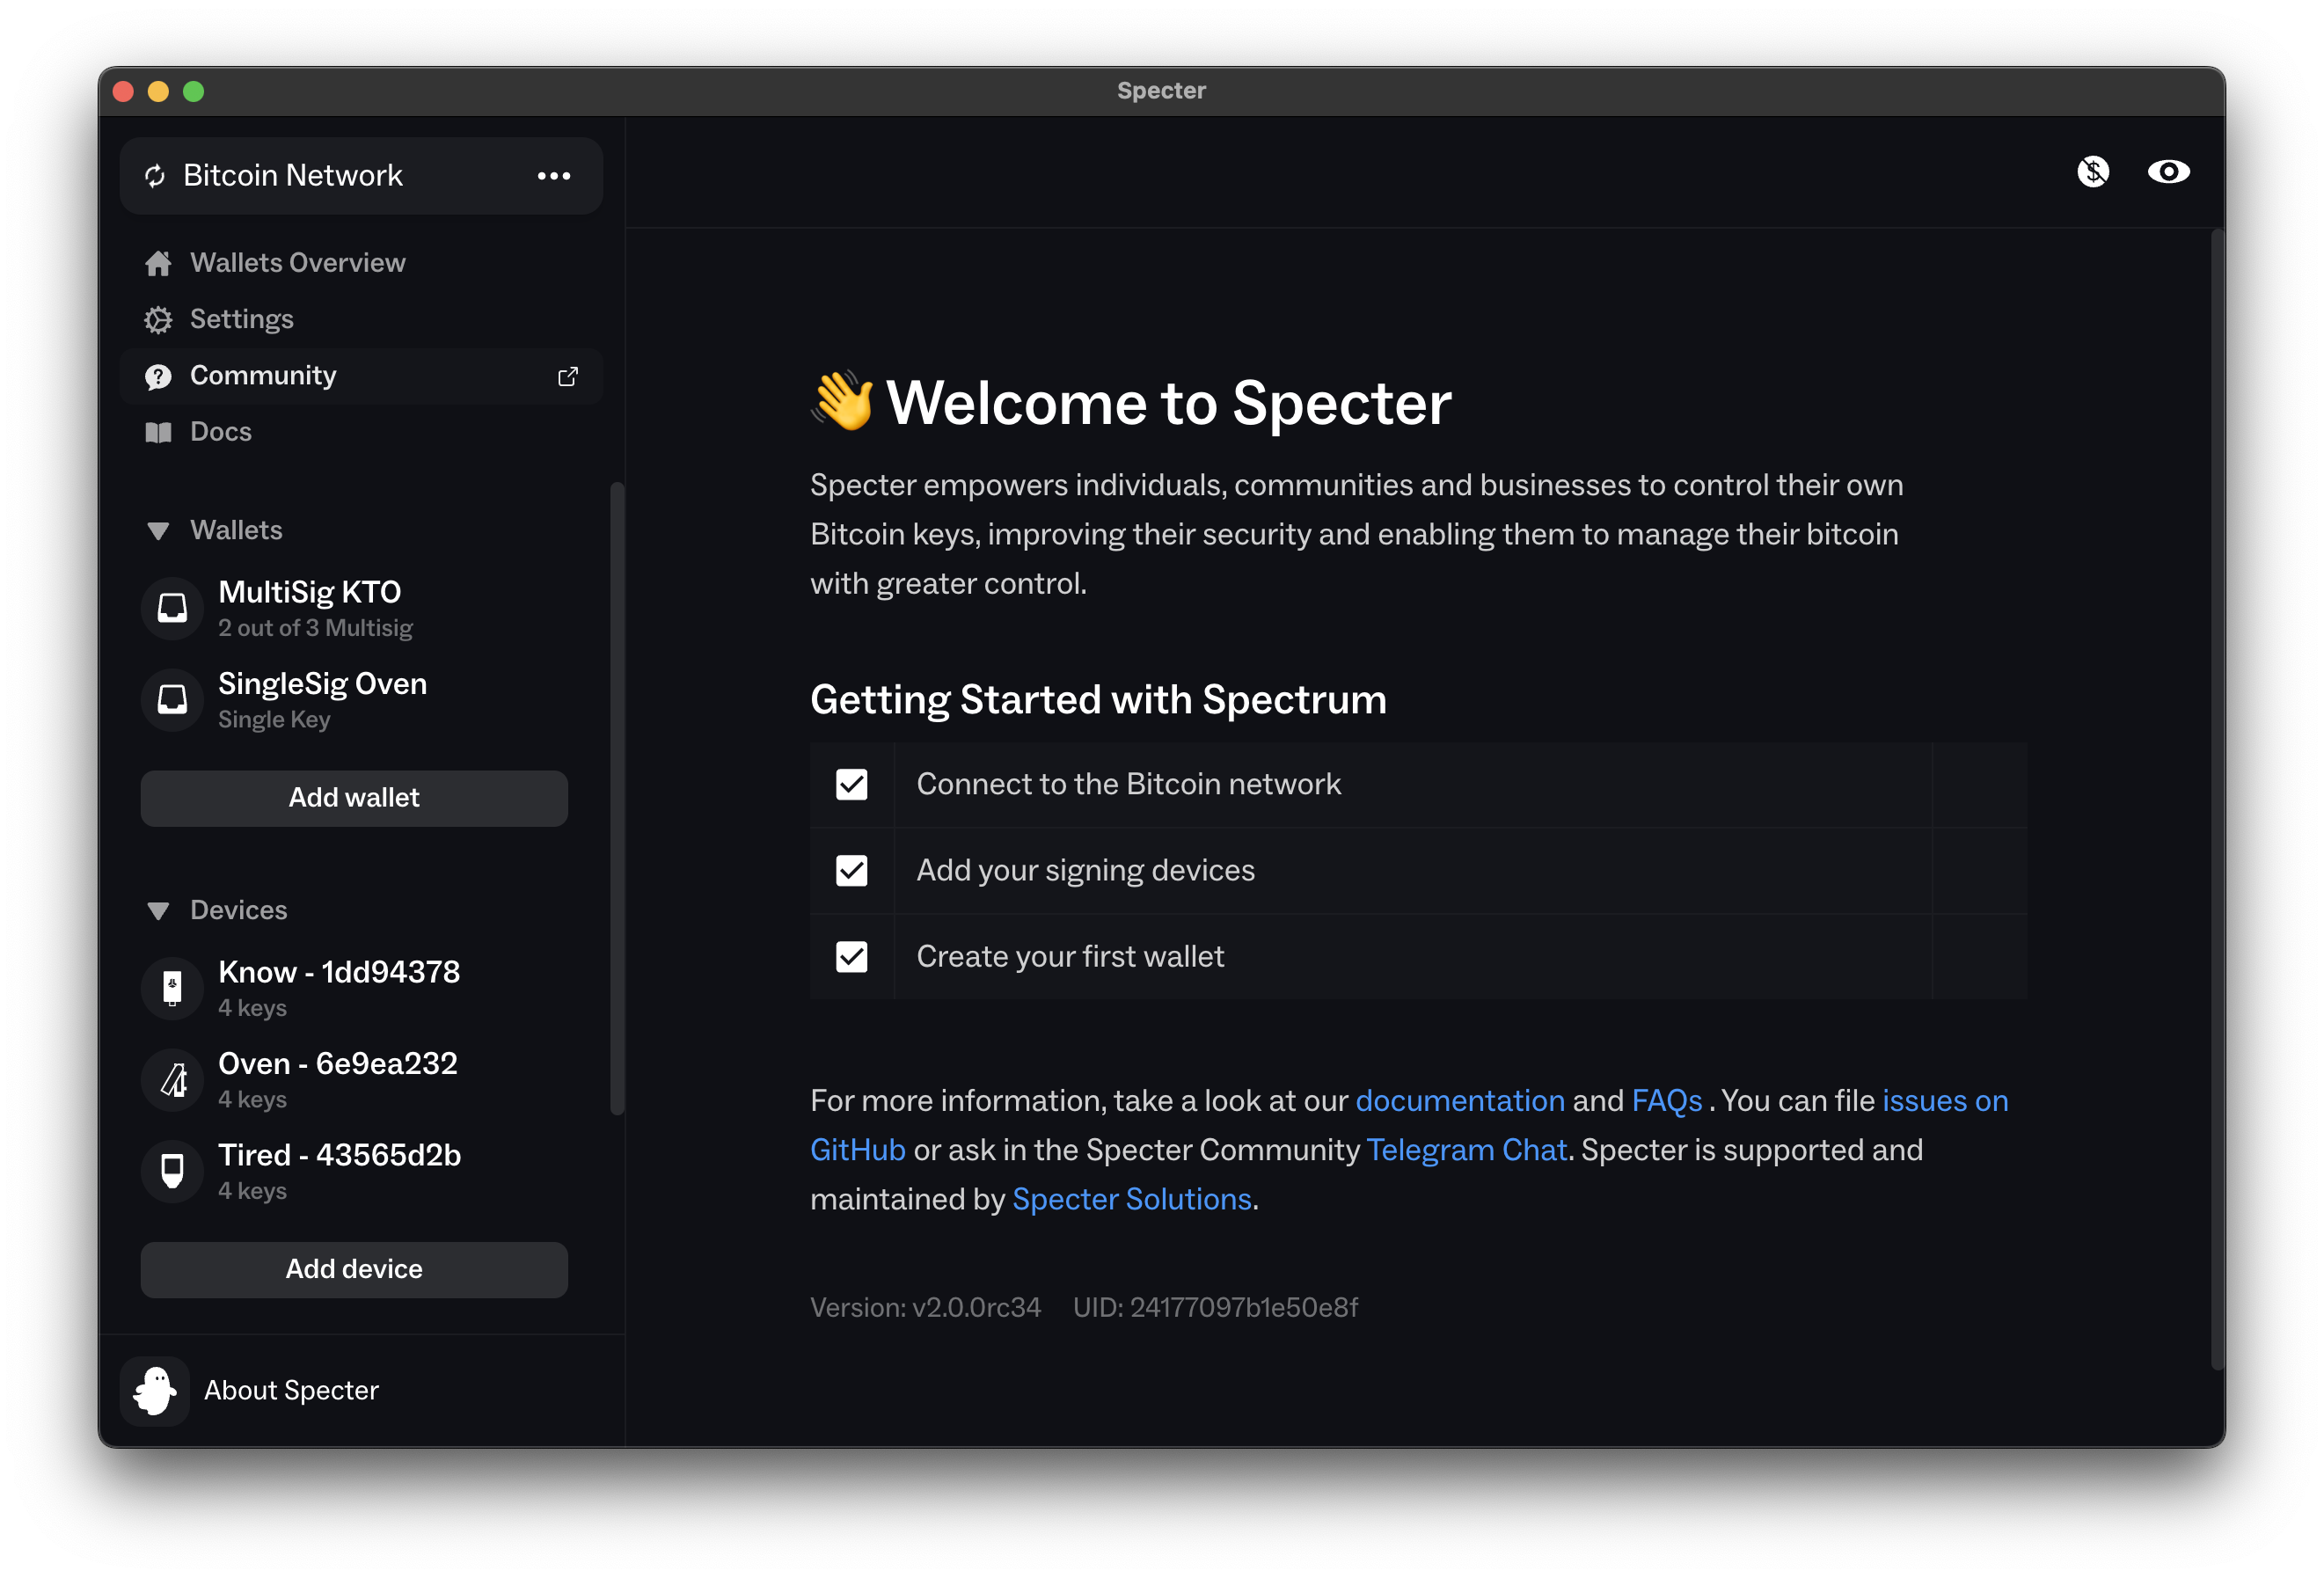 Specter
Bitcoin Network
Wallets Overview
Settings
Community
Docs
Wallets
MultiSig KTO
2 out of 3 Multisig
SingleSig Oven
Single Key
Add wallet
Devices
Know - 1dd94378
4 keys
Oven - 6e9ea232
4 keys
Tired - 43565d2b
4 keys
Add device
About Specter
Welcome to Specter
Specter empowers individuals, communities and businesses to control their own
Bitcoin keys, improving their security and enabling them to manage their bitcoin
with greater control.
Getting Started with Spectrum
Connect to the Bitcoin network
Add your signing devices
Create your first wallet
For more information, take a look at our documentation and FAQs . You can file issues on
GitHub or ask in the Specter Community Telegram Chat. Specter is supported and
maintained by Specter Solutions.
Version: v2.0.0rc34 UID: 24177097b1e50e8f